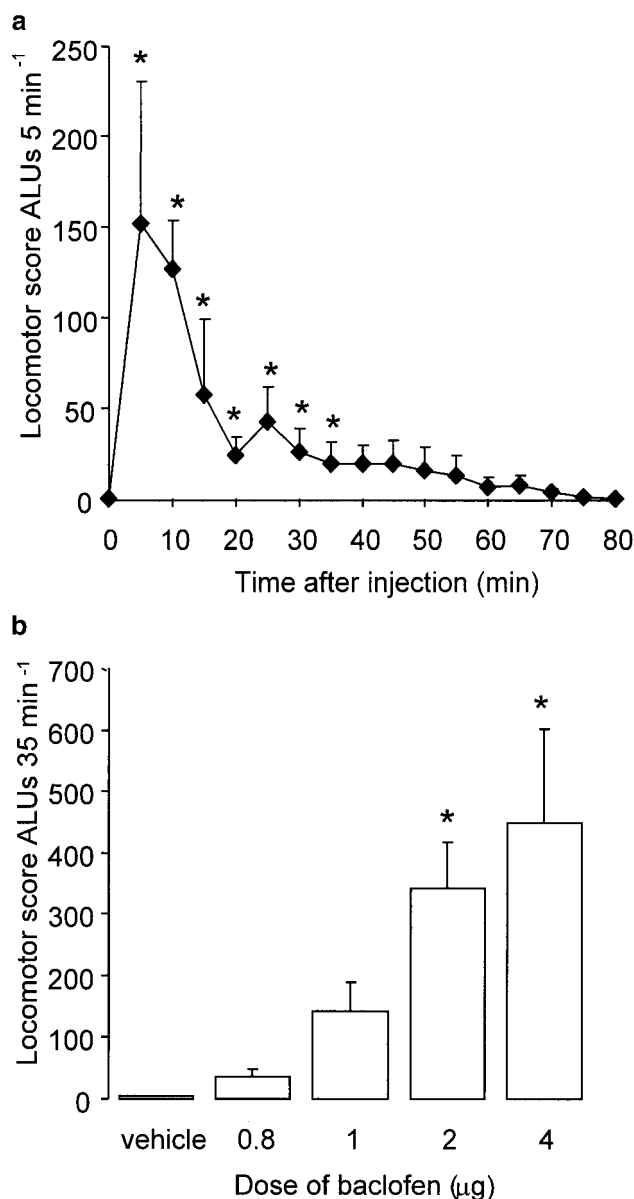 a
Locomotor score ALUs 5 min -1
250
200
150
100
50
0
* * * * * * *
0 10 20 30 40 50 60 70 80
Time after injection (min)
b
Locomotor score ALUs 35 min -1
700
600
500
400
300
200
100
0
* *
vehicle 0.8 1 2 4
Dose of baclofen (μg)